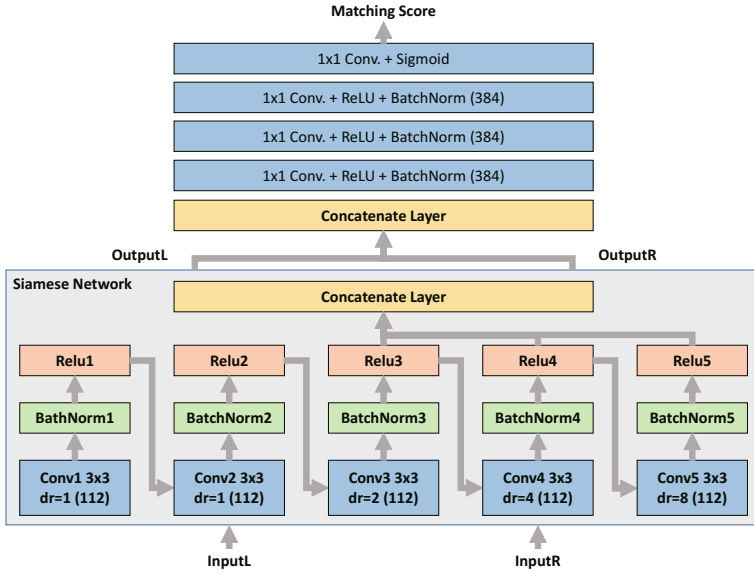 Matching Score
1x1 Conv. + Sigmoid
1x1 Conv. + ReLU + BatchNorm (384)
1x1 Conv. + ReLU + BatchNorm (384)
1x1 Conv. + ReLU + BatchNorm (384)
Concatenate Layer
OutputL
OutputR
Siamese Network
Concatenate Layer
Relu1
Relu2
Relu3
Relu4
Relu5
BathNorm1
BatchNorm2
BatchNorm3
BatchNorm4
BatchNorm5
Conv1 3x3
dr=1 (112)
Conv2 3x3
dr=1 (112)
Conv3 3x3
dr=2 (112)
Conv4 3x3
dr=4 (112)
Conv5 3x3
dr=8 (112)
InputL
InputR